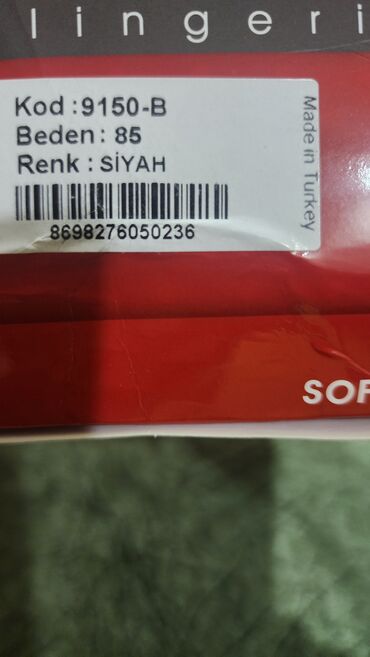 lingeri
Kod :9150-B
Beden: 85
Renk : SİYAH
8698276050236
Made in Turkey
SOF